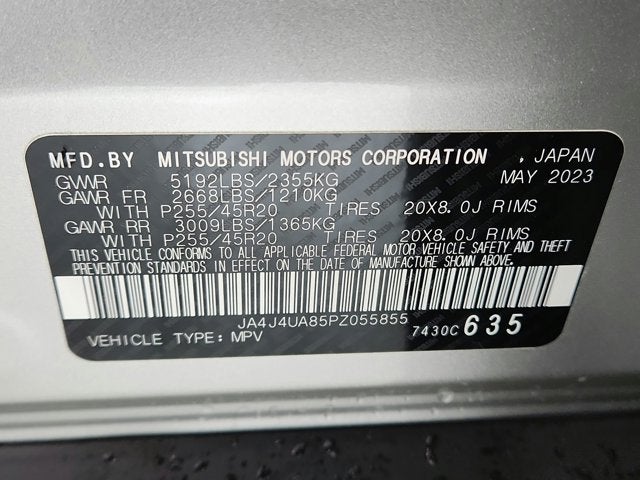 MFD.BY MITSUBISHI MOTORS CORPORATION , JAPAN
GVWR 5192LBS/2355KG MAY 2023
GAWR FR 2668LBS/1210KG
WITH P255/45R20 TIRES 20X8.0J RIMS
GAWR RR 3009LBS/1365KG
WITH P255/45R20 TIRES 20X8.0J RIMS
THIS VEHICLE CONFORMS TO ALL APPLICABLE FEDERAL MOTOR VEHICLE SAFETY AND THEFT
PREVENTION STANDARDS IN EFFECT ON THE DATE OF MANUFACTURE SHOWN ABOVE.
JA4J4UA85PZ055855
VEHICLE TYPE: MPV 7430C 635